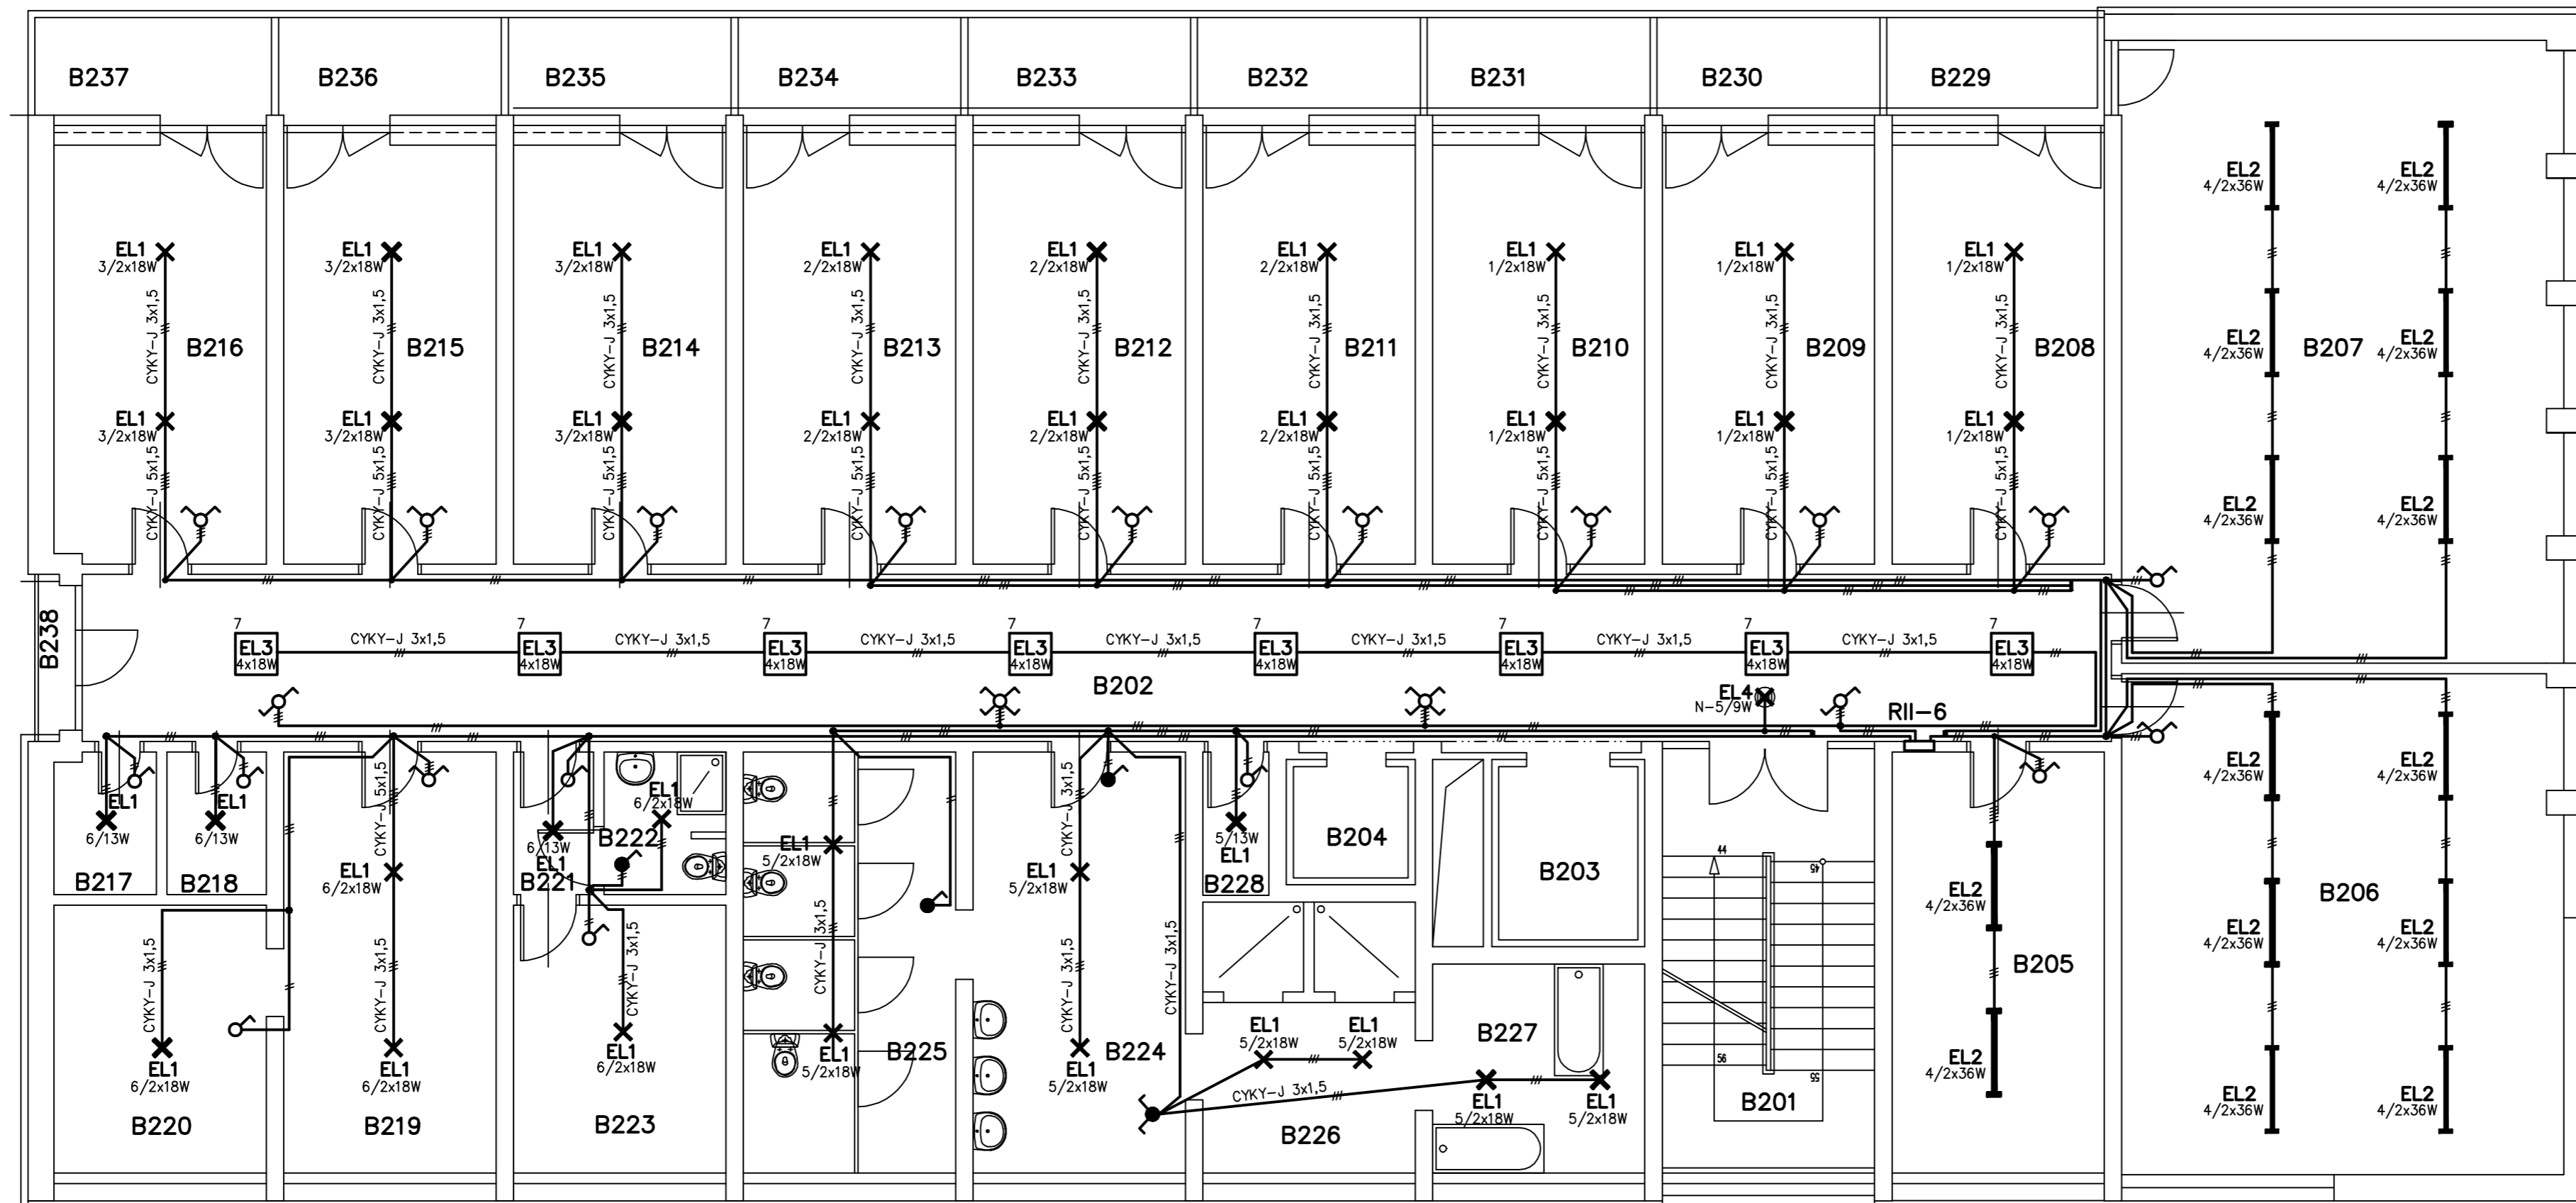 B237
B236
B235
B234
B233
B232
B231
B230
B229
EL2
4/2x36W
EL2
4/2x36W
EL1
3/2x18W
EL1
3/2x18W
EL1
3/2x18W
EL1
2/2x18W
EL1
2/2x18W
EL1
2/2x18W
EL1
1/2x18W
EL1
1/2x18W
EL1
1/2x18W
CYKY-J 3x1,5
CYKY-J 3x1,5
CYKY-J 3x1,5
CYKY-J 3x1,5
CYKY-J 3x1,5
CYKY-J 3x1,5
CYKY-J 3x1,5
CYKY-J 3x1,5
CYKY-J 3x1,5
B216
B215
B214
B213
B212
B211
B210
B209
B208
EL2
4/2x36W
B207
EL2
4/2x36W
EL1
3/2x18W
EL1
3/2x18W
EL1
3/2x18W
EL1
2/2x18W
EL1
2/2x18W
EL1
2/2x18W
EL1
1/2x18W
EL1
1/2x18W
EL1
1/2x18W
CYKY-J 5x1,5
CYKY-J 5x1,5
CYKY-J 5x1,5
CYKY-J 5x1,5
CYKY-J 5x1,5
CYKY-J 5x1,5
CYKY-J 5x1,5
CYKY-J 5x1,5
CYKY-J 5x1,5
EL2
4/2x36W
EL2
4/2x36W
B238
7
EL3
4x18W
CYKY-J 3x1,5
7
EL3
4x18W
CYKY-J 3x1,5
7
EL3
4x18W
CYKY-J 3x1,5
7
EL3
4x18W
CYKY-J 3x1,5
7
EL3
4x18W
CYKY-J 3x1,5
7
EL3
4x18W
CYKY-J 3x1,5
7
EL3
4x18W
CYKY-J 3x1,5
7
EL3
4x18W
B202
EL4
N-5/9W
RII-6
EL1
6/13W
B217
EL1
6/13W
B218
CYKY-J 5x1,5
EL1
6/2x18W
CYKY-J 3x1,5
EL1
6/2x18W
B219
CYKY-J 3x1,5
EL1
6/2x18W
B220
6/13W
EL1
B221
EL1
6/2x18W
B222
CYKY-J 3x1,5
EL1
6/2x18W
B223
EL1
5/2x18W
CYKY-J 3x1,5
EL1
5/2x18W
B225
CYKY-J 3x1,5
EL1
5/2x18W
CYKY-J 3x1,5
EL1
5/2x18W
B224
CYKY-J 3x1,5
5/13W
EL1
B228
B204
B203
EL1
5/2x18W
EL1
5/2x18W
CYKY-J 3x1,5
B226
B227
EL1
5/2x18W
EL1
5/2x18W
44
45
56
55
B201
EL2
4/2x36W
B205
EL2
4/2x36W
EL2
4/2x36W
EL2
4/2x36W
EL2
4/2x36W
B206
EL2
4/2x36W
EL2
4/2x36W
EL2
4/2x36W